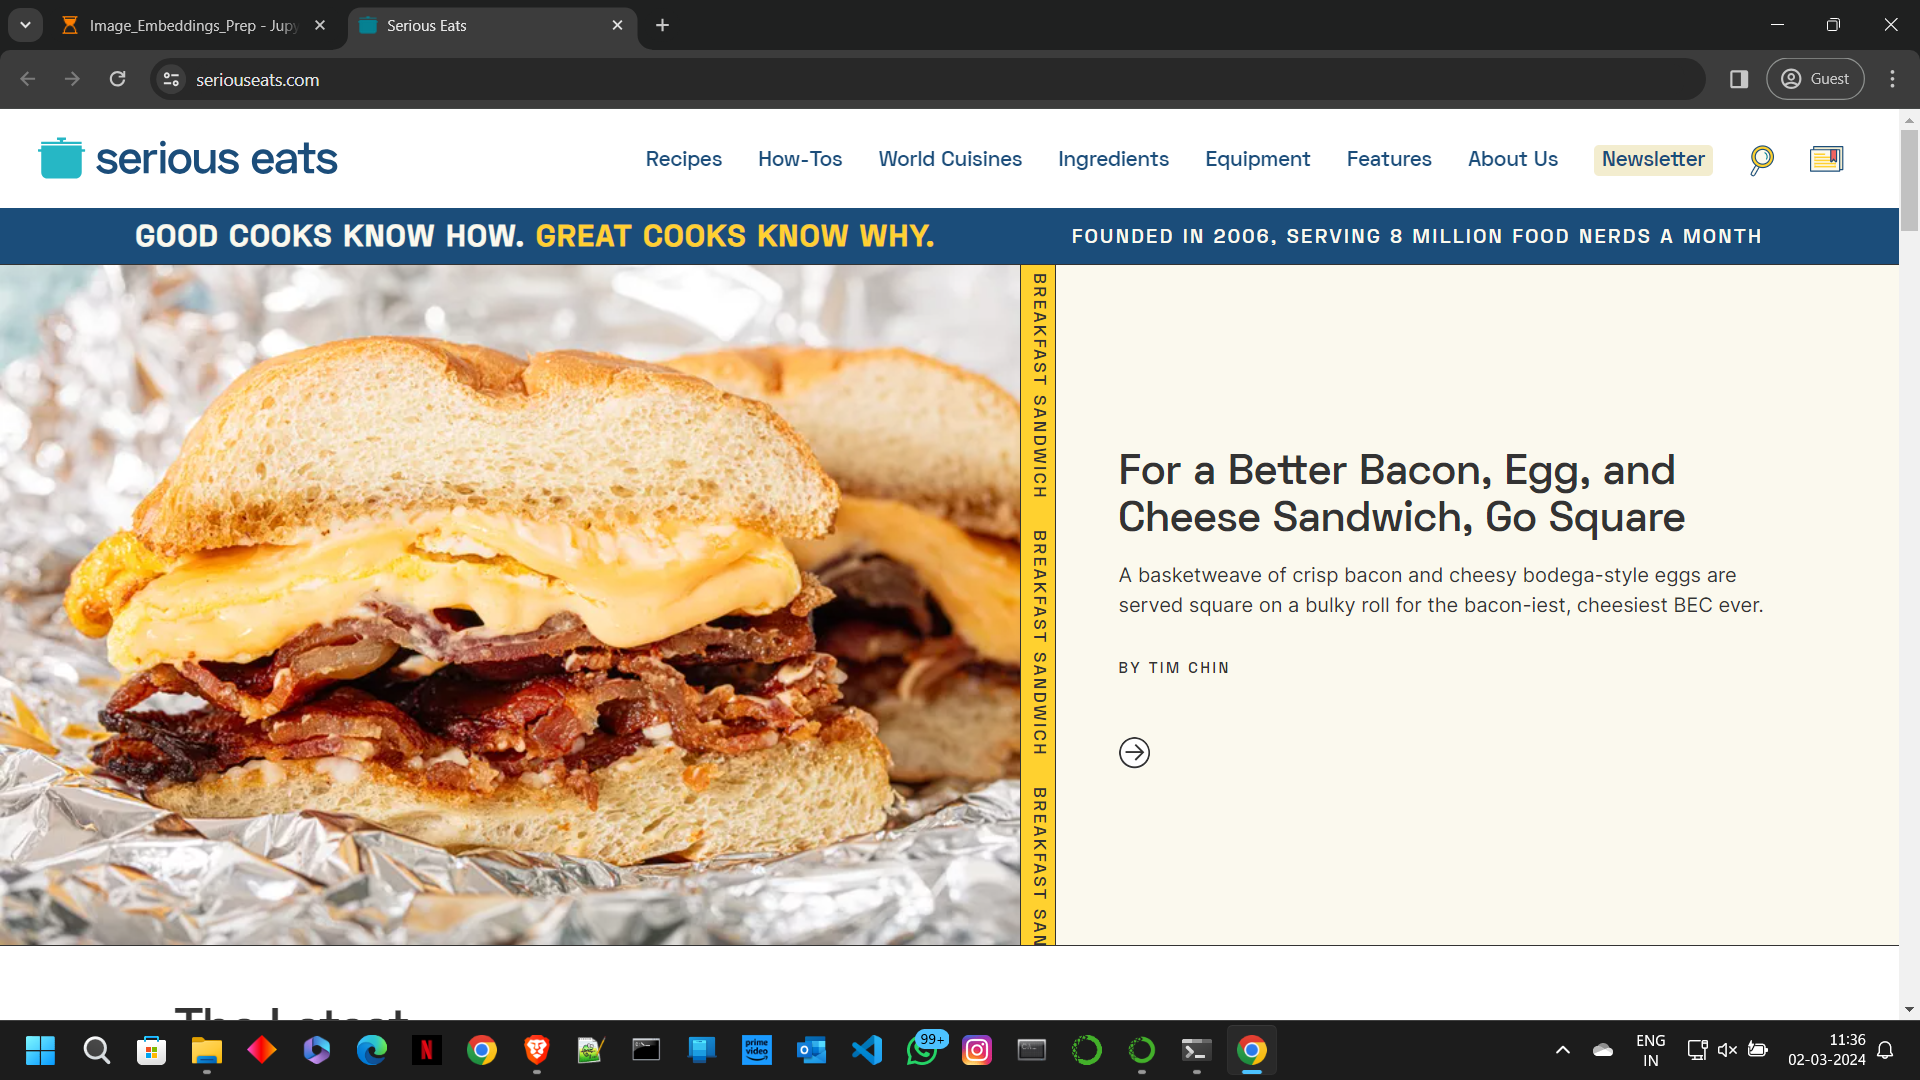 Image_Embeddings_Prep - Jupy
Serious Eats
seriouseats.com
Guest
serious eats
Recipes
How-Tos
World Cuisines
Ingredients
Equipment
Features
About Us
Newsletter
GOOD COOKS KNOW HOW. GREAT COOKS KNOW WHY.
FOUNDED IN 2006, SERVING 8 MILLION FOOD NERDS A MONTH
BREAKFAST SANDWICH
BREAKFAST SANDWICH
BREAKFAST SAN
For a Better Bacon, Egg, and
Cheese Sandwich, Go Square
A basketweave of crisp bacon and cheesy bodega-style eggs are
served square on a bulky roll for the bacon-iest, cheesiest BEC ever.
BY TIM CHIN
The Latest
N
prime
video
99+
ENG
IN
11:36
02-03-2024